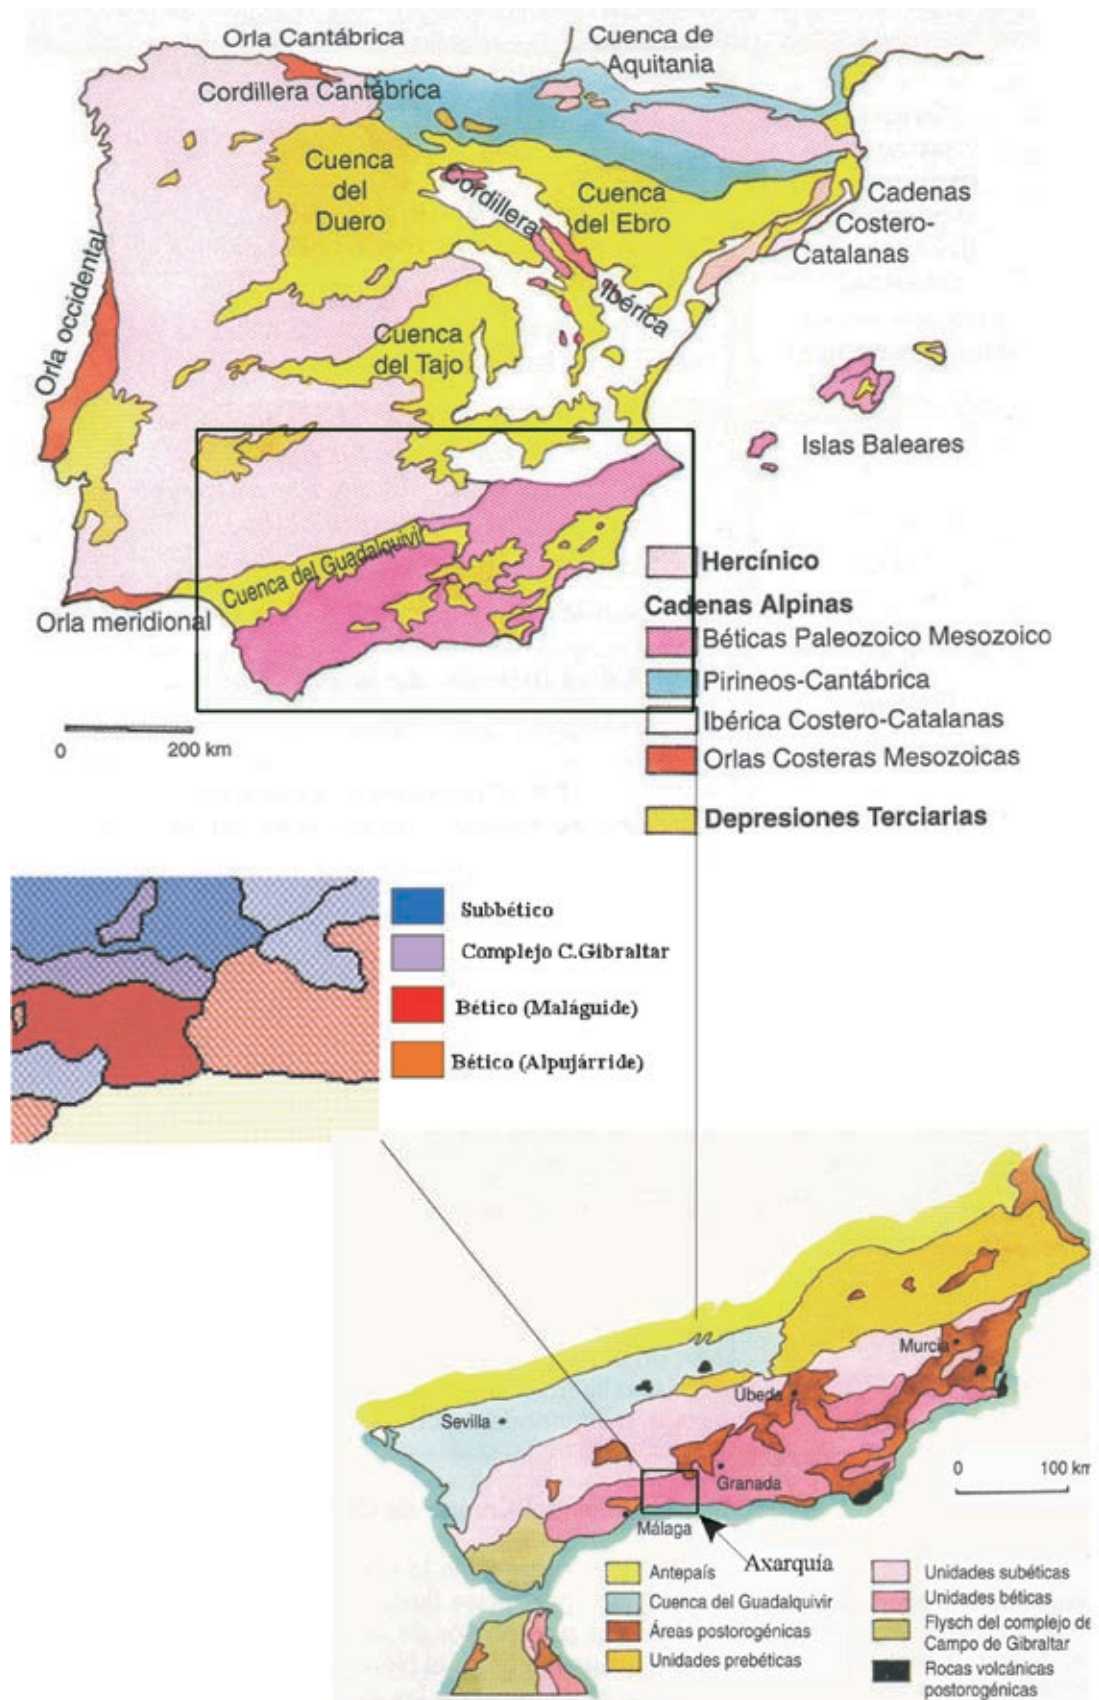 Orla Cantábrica
Cuenca de
Aquitania
Cordillera Cantábrica
Cuenca
del
Duero
Cordillera
Ibérica
Cuenca
del Ebro
Cadenas
Costero-
Catalanas
Orla occidental
Cuenca
del Tajo
Islas Baleares
Cuenca del Guadalquivir
Orla meridional
0 200 km
Hercínico
Cadenas Alpinas
Béticas Paleozoico Mesozoico
Pirineos-Cantábrica
Ibérica Costero-Catalanas
Orlas Costeras Mesozoicas
Depresiones Terciarias
Subbético
Complejo C.Gibraltar
Bético (Maláguide)
Bético (Alpujárride)
Murcia
Úbeda
Sevilla
Granada
0 100 km
Málaga
Axarquía
Antepaís
Cuenca del Guadalquivir
Áreas postorogénicas
Unidades prebéticas
Unidades subéticas
Unidades béticas
Flysch del complejo de
Campo de Gibraltar
Rocas volcánicas
postorogénicas